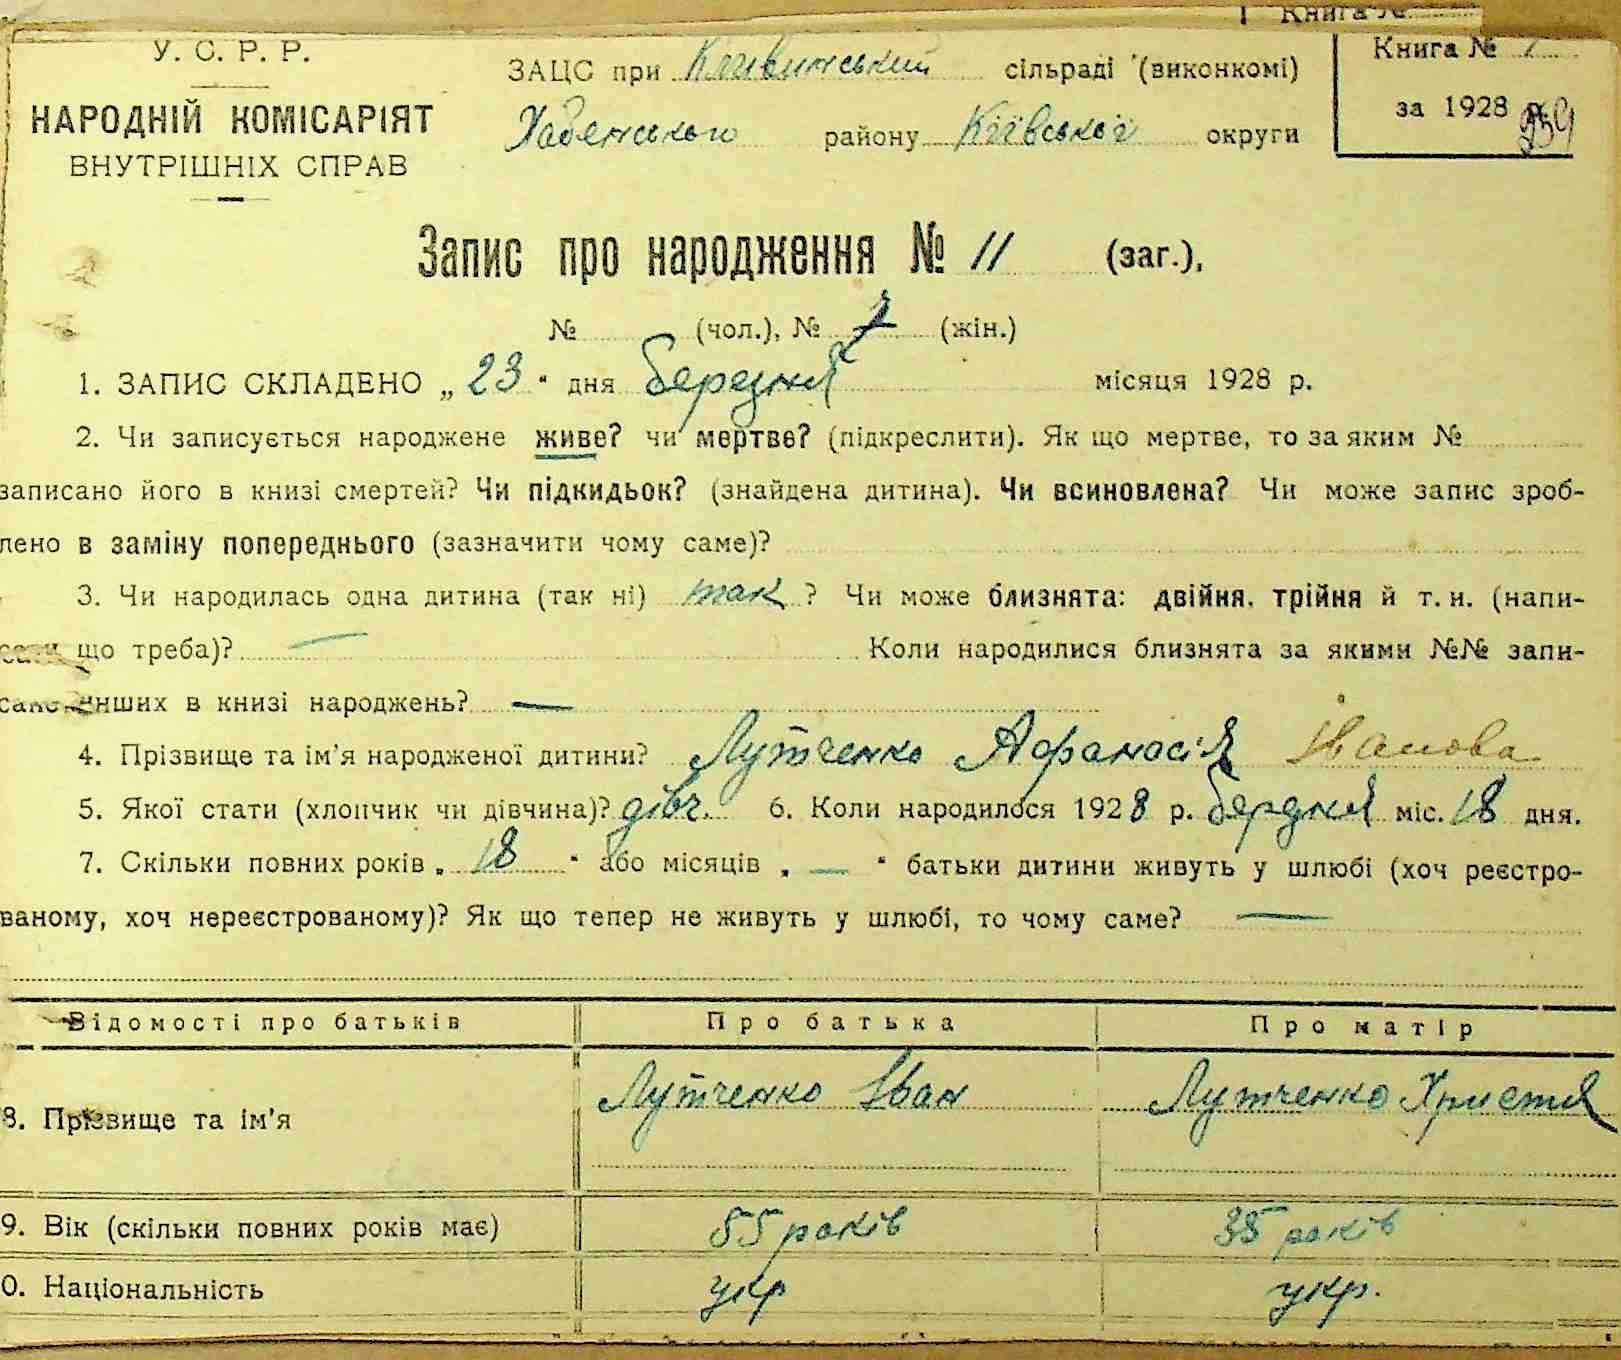 Книга №
У. С. Р. Р.
НАРОДНІЙ КОМІСАРІЯТ
ВНУТРІШНІХ СПРАВ
ЗАЦС при Кливинський сільраді (виконкомі)
Хабенського району Київської округи
Книга № 1
за 1928 р.
Запис про народження № 11 (заг.),
№ (чол.), № 7 (жін.)
1. ЗАПИС СКЛАДЕНО „ 23 “ дня березня місяця 1928 р.
2. Чи записується народжене живе? чи мертве? (підкреслити). Як що мертве, то за яким №
записано його в книзі смертей? Чи підкидьок? (знайдена дитина). Чи всиновлена? Чи може запис зроб-
лено в заміну попереднього (зазначити чому саме)?
3. Чи народилась одна дитина (так ні) так ? Чи може близнята: двійня, трійня й т. и. (напи-
сати що треба)? — Коли народилися близнята за якими №№ запи-
сано инших в книзі народжень? —
4. Прізвище та ім'я народженої дитини? Лутченко Афанасія Іванова
5. Якої стати (хлопчик чи дівчина)? дівч. 6. Коли народилося 1928 р. березня міс. 18 дня.
7. Скільки повних років „ 18 “ або місяців „ — “ батьки дитини живуть у шлюбі (хоч реєстро-
ваному, хоч нереєстрованому)? Як що тепер не живуть у шлюбі, то чому саме? —
Відомості про батьків Про батька Про матір
8. Прізвище та ім'я Лутченко Іван Лутченко Христя
9. Вік (скільки повних років має) 55 років 35 років
0. Національність укр укр.